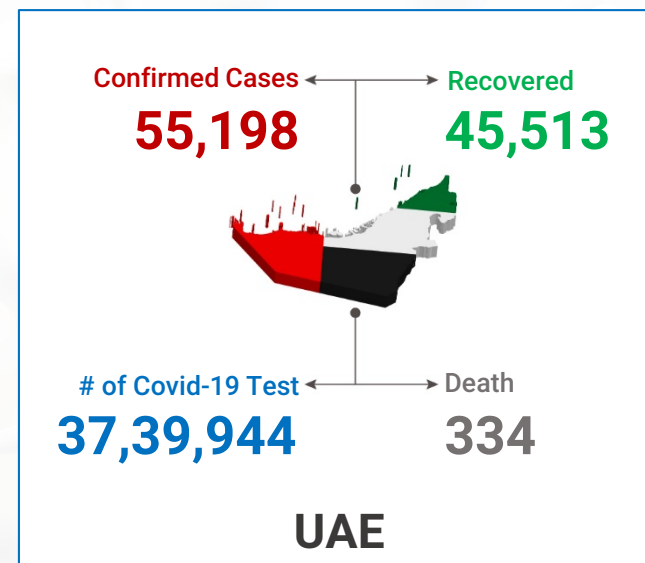 Confirmed Cases
55,198
Recovered
45,513
# of Covid-19 Test
37,39,944
Death
334
UAE